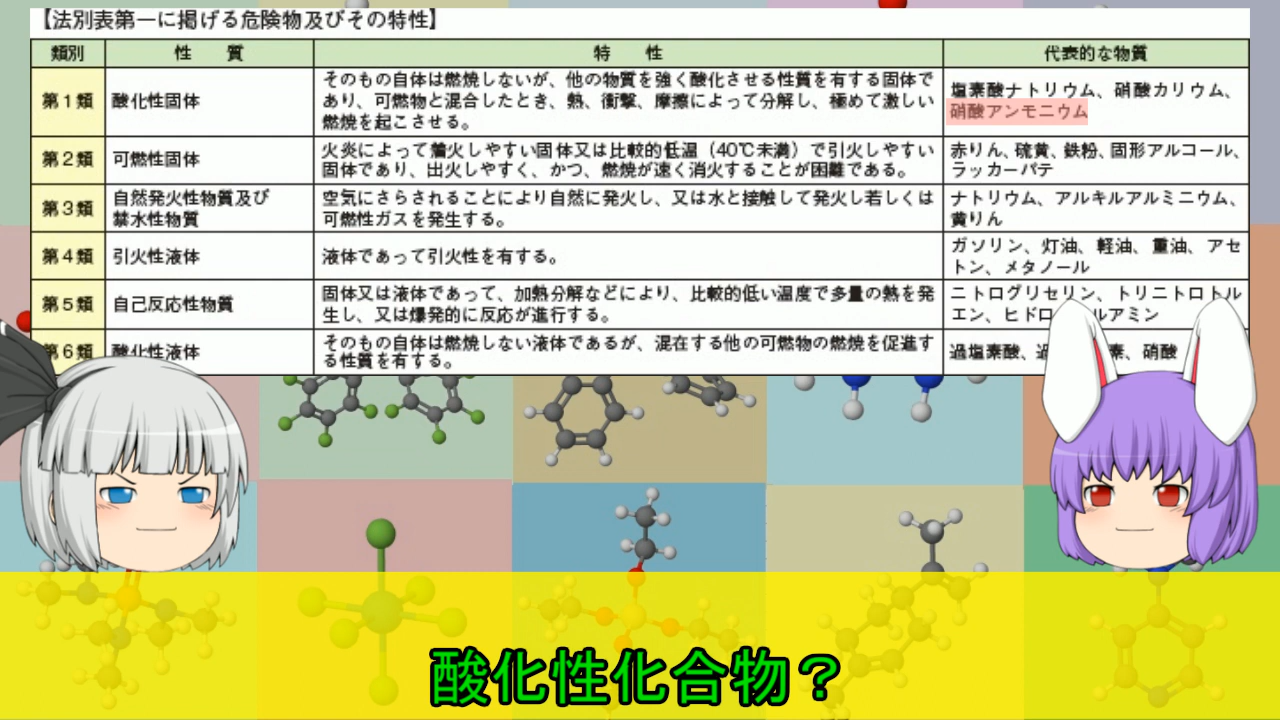 【法別表第一に掲げる危険物及びその特性】
類別 性質 特性 代表的な物質
第1類 酸化性固体
そのもの自体は燃焼しないが、他の物質を強く酸化させる性質を有する固体で
あり、可燃物と混合したとき、熱、衝撃、摩擦によって分解し、極めて激しい
燃焼を起こさせる。
塩素酸ナトリウム、硝酸カリウム、
硝酸アンモニウム
第2類 可燃性固体
火炎によって着火しやすい固体又は比較的低温（40℃未満）で引火しやすい
固体であり、出火しやすく、かつ、燃焼が速く消火することが困難である。
赤りん、硫黄、鉄粉、固形アルコール、
ラッカーパテ
第3類
自然発火性物質及び
禁水性物質
空気にさらされることにより自然に発火し、又は水と接触して発火し若しくは
可燃性ガスを発生する。
ナトリウム、アルキルアルミニウム、
黄りん
第4類 引火性液体
液体であって引火性を有する。
ガソリン、灯油、軽油、重油、アセ
トン、メタノール
第5類 自己反応性物質
固体又は液体であって、加熱分解などにより、比較的低い温度で多量の熱を発
生し、又は爆発的に反応が進行する。
ニトログリセリン、トリニトロトル
エン、ヒドロ ルアミン
第6類 酸化性液体
そのもの自体は燃焼しない液体であるが、混在する他の可燃物の燃焼を促進す
る性質を有する。
過塩素酸、過 素、硝酸
酸化性化合物？